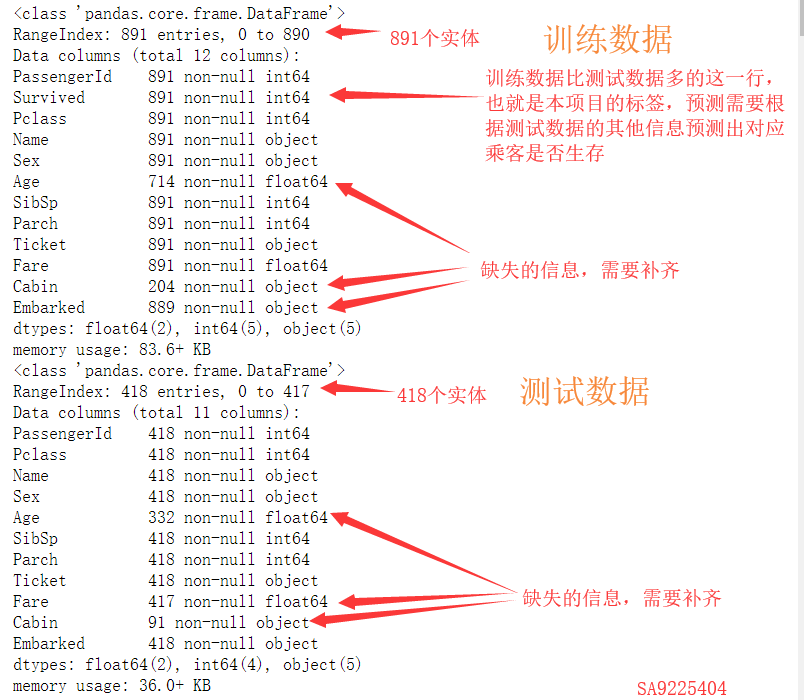 <class 'pandas.core.frame.DataFrame'>
RangeIndex: 891 entries, 0 to 890
891个实体
训练数据
Data columns (total 12 columns):
PassengerId 891 non-null int64
Survived 891 non-null int64
训练数据比测试数据多的这一行，
也就是本项目的标签，预测需要根
据测试数据的其他信息预测出对应
乘客是否生存
Pclass 891 non-null int64
Name 891 non-null object
Sex 891 non-null object
Age 714 non-null float64
SibSp 891 non-null int64
Parch 891 non-null int64
Ticket 891 non-null object
Fare 891 non-null float64
缺失的信息，需要补齐
Cabin 204 non-null object
Embarked 889 non-null object
dtypes: float64(2), int64(5), object(5)
memory usage: 83.6+ KB
<class 'pandas.core.frame.DataFrame'>
RangeIndex: 418 entries, 0 to 417
418个实体
测试数据
Data columns (total 11 columns):
PassengerId 418 non-null int64
Pclass 418 non-null int64
Name 418 non-null object
Sex 418 non-null object
Age 332 non-null float64
SibSp 418 non-null int64
Parch 418 non-null int64
Ticket 418 non-null object
Fare 417 non-null float64
缺失的信息，需要补齐
Cabin 91 non-null object
Embarked 418 non-null object
dtypes: float64(2), int64(4), object(5)
memory usage: 36.0+ KB
SA9225404